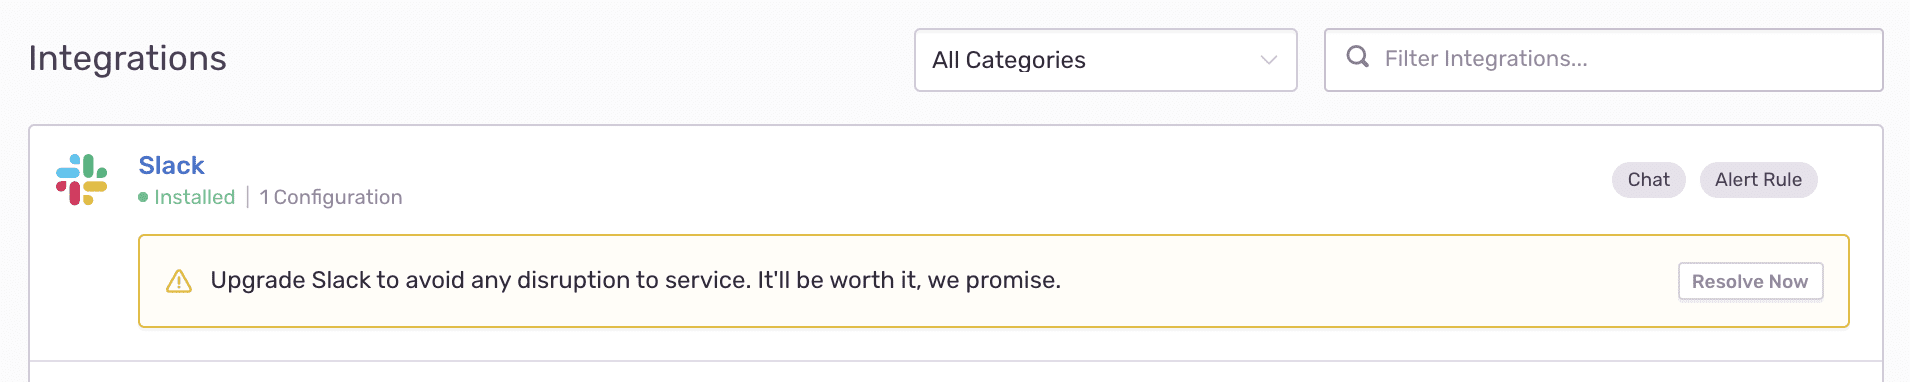 Integrations
All Categories
Filter Integrations...
Slack
Installed | 1 Configuration
Chat
Alert Rule
Upgrade Slack to avoid any disruption to service. It'll be worth it, we promise.
Resolve Now